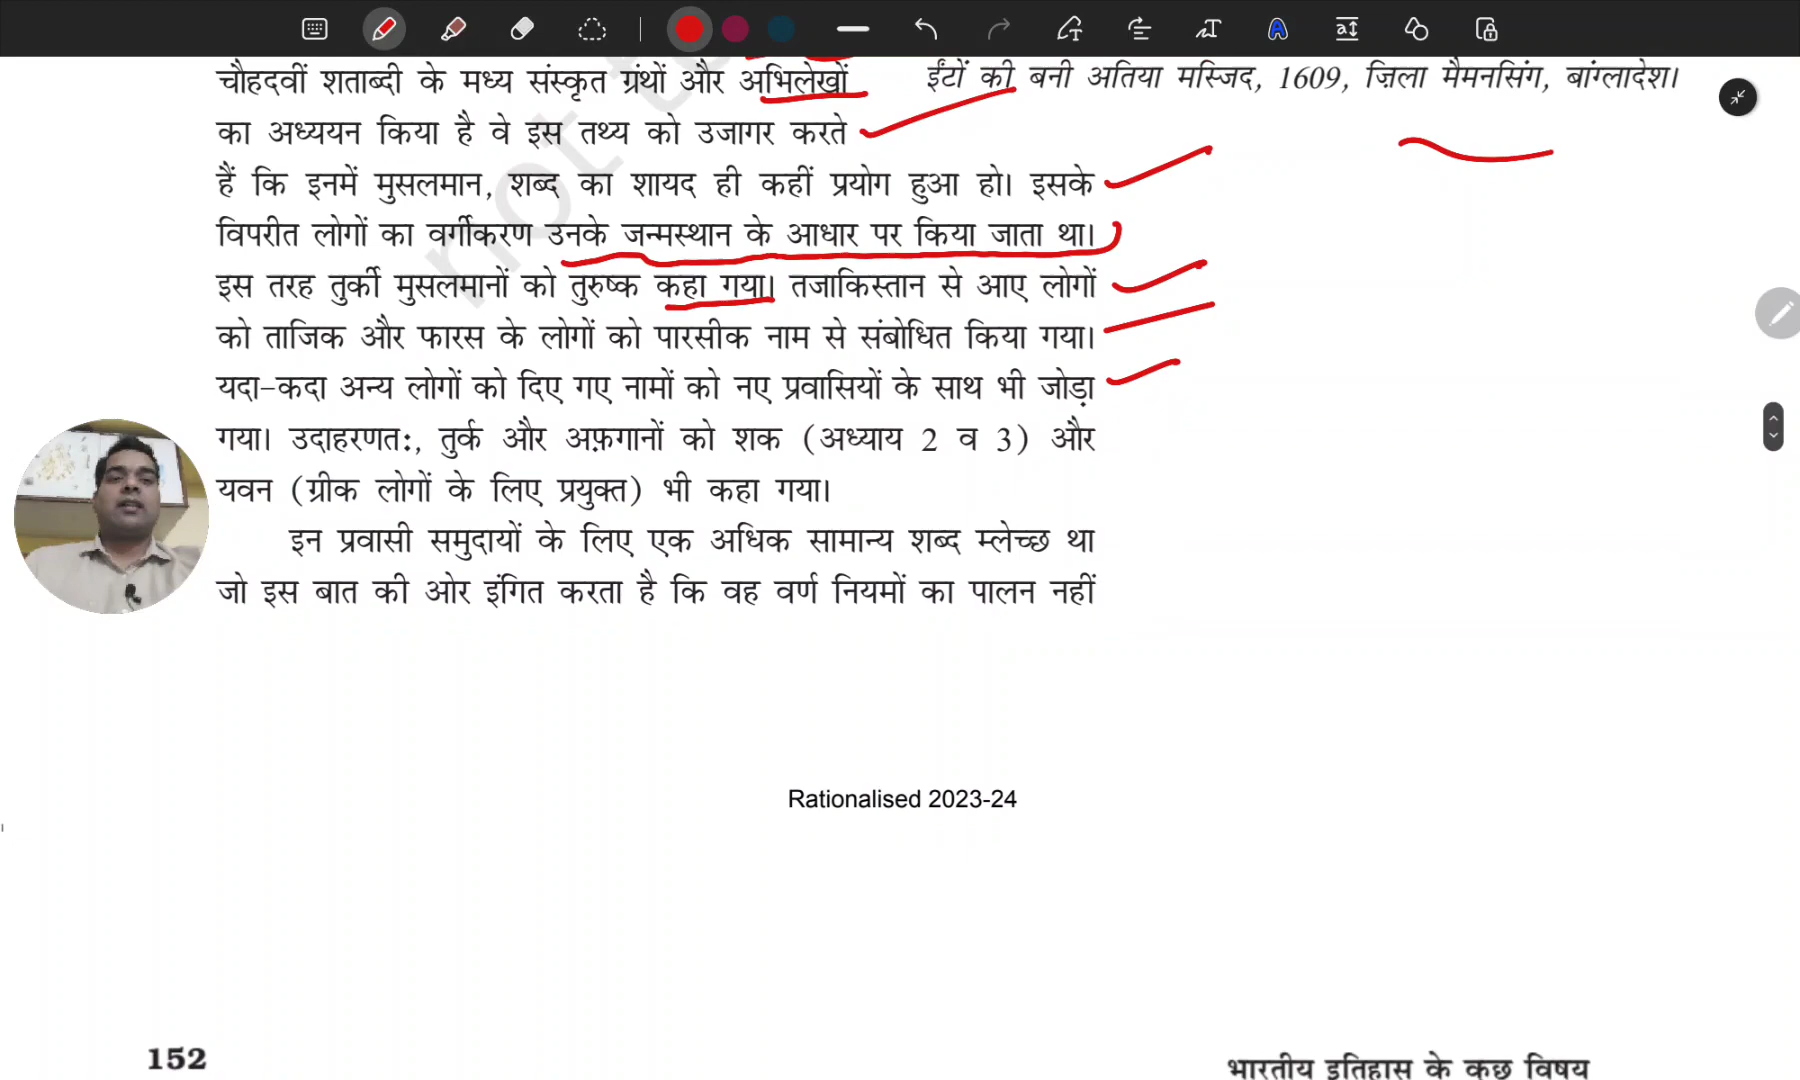 चौहदवीं शताब्दी के मध्य संस्कृत ग्रंथों और अभिलेखों
ईंटों की बनी अतिया मस्जिद, 1609, ज़िला मैमनसिंग, बांग्लादेश।
का अध्ययन किया है वे इस तथ्य को उजागर करते
हैं कि इनमें मुसलमान, शब्द का शायद ही कहीं प्रयोग हुआ हो। इसके
विपरीत लोगों का वर्गीकरण उनके जन्मस्थान के आधार पर किया जाता था।
इस तरह तुर्की मुसलमानों को तुरुष्क कहा गया। तजाकिस्तान से आए लोगों
को ताजिक और फारस के लोगों को पारसीक नाम से संबोधित किया गया।
यदा-कदा अन्य लोगों को दिए गए नामों को नए प्रवासियों के साथ भी जोड़ा
गया। उदाहरणत:, तुर्क और अफ़गानों को शक (अध्याय 2 व 3) और
यवन (ग्रीक लोगों के लिए प्रयुक्त) भी कहा गया।
इन प्रवासी समुदायों के लिए एक अधिक सामान्य शब्द म्लेच्छ था
जो इस बात की ओर इंगित करता है कि वह वर्ण नियमों का पालन नहीं
not to
Rationalised 2023-24
152
भारतीय इतिहास के कुछ विषय